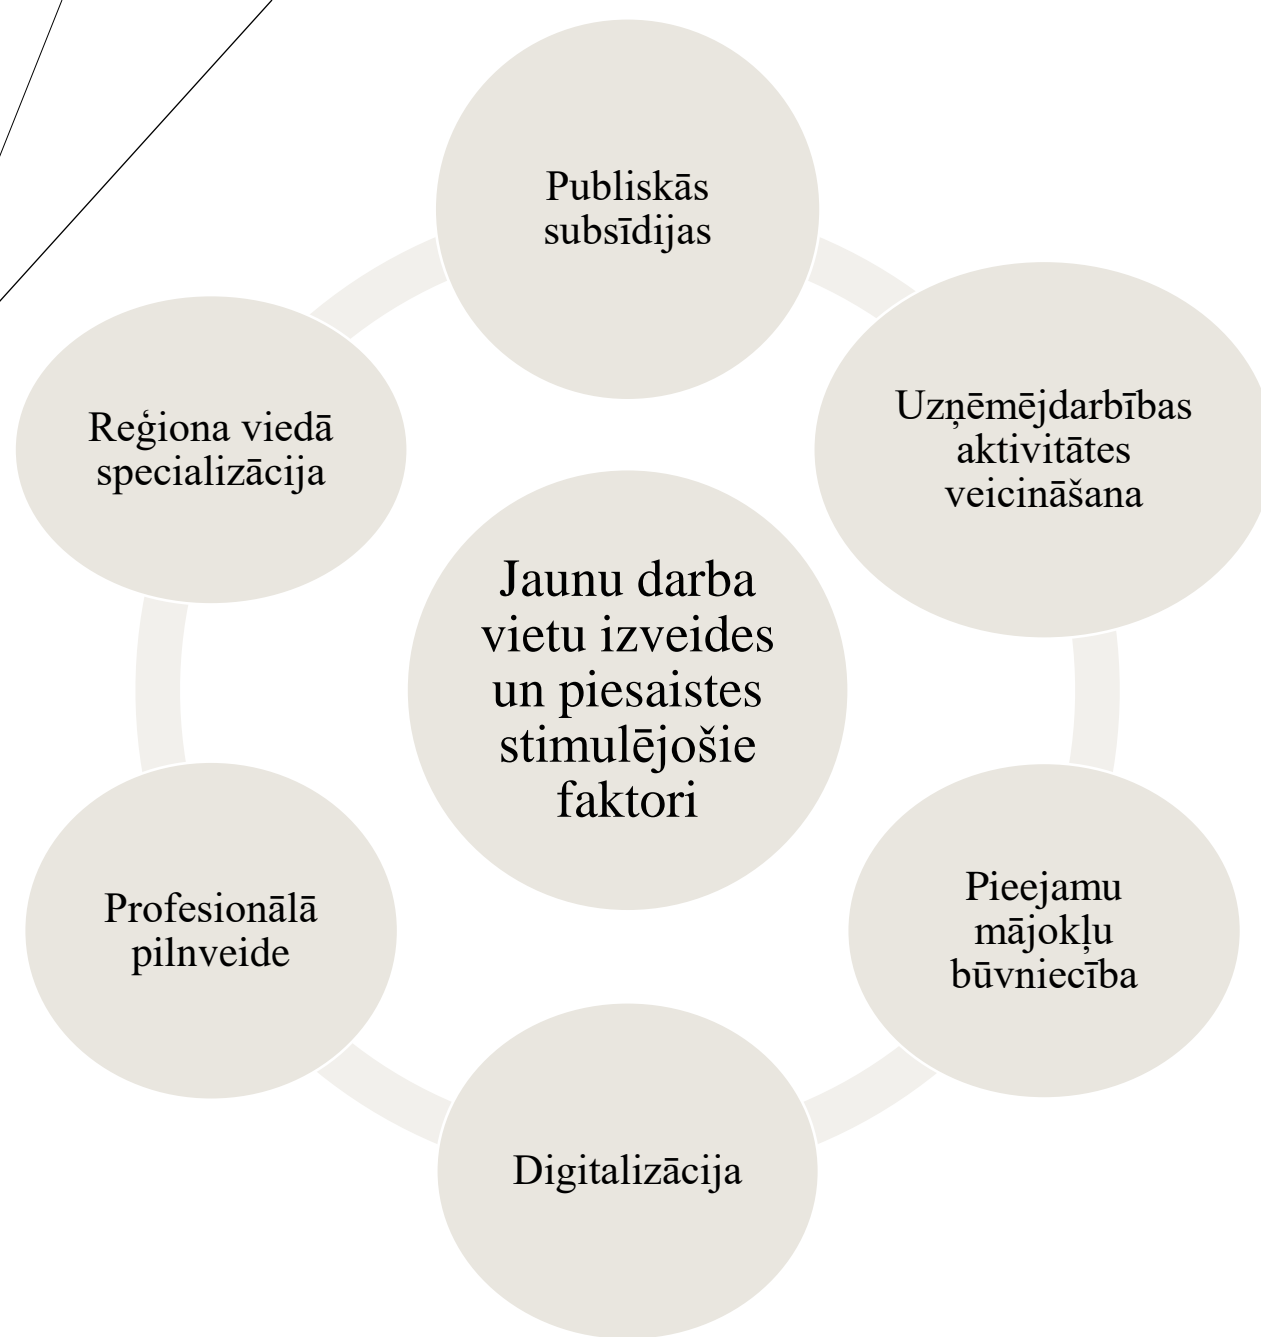 Publiskās
subsīdijas
Uzņēmējdarbības
aktivitātes
veicināšana
Reģiona viedā
specializācija
Jaunu darba
vietu izveides
un piesaistes
stimulējošie
faktori
Pieejamu
mājokļu
būvniecība
Profesionālā
pilnveide
Digitalizācija